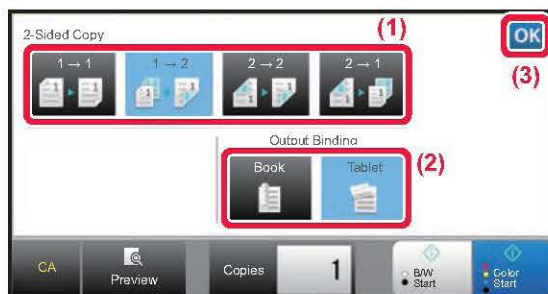 2-Sided Copy
(1)
OK
(3)
1 → 1
1 → 2
2 → 2
2 → 1
Output Binding
Book
Tablet
(2)
CA
Preview
Copies
1
B/W
Start
Color
Start